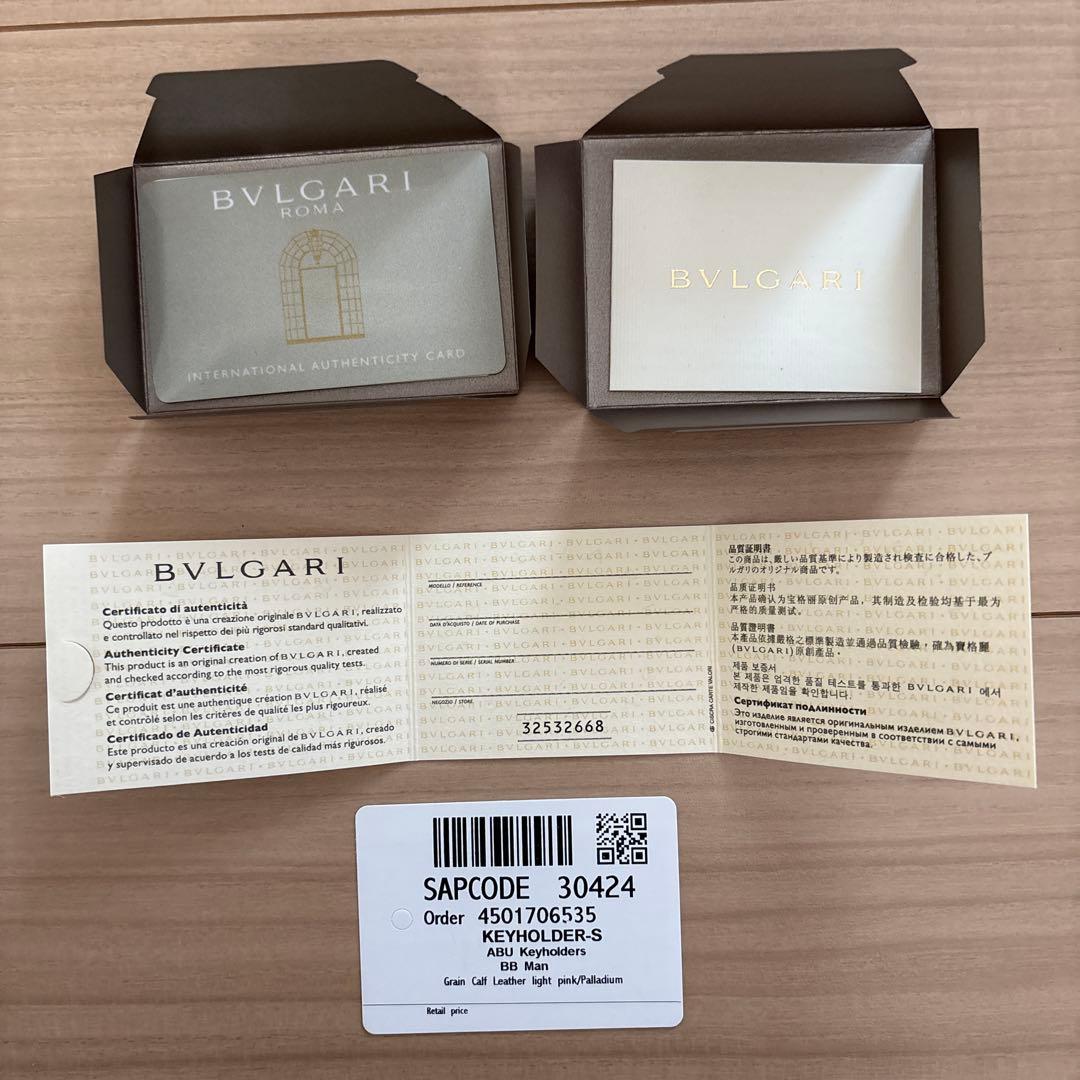 BVLGARI
ROMA
INTERNATIONAL AUTHENTICITY CARD
BVLGARI
BVLGARI
Certificato di autenticità
Questo prodotto è una creazione originale BVLGARI, realizzato
e controllato nel rispetto dei più rigorosi standard qualitativi.
Authenticity Certificate
This product is an original creation of BVLGARI, created
and checked according to the most rigorous quality tests.
Certificat d'authenticité
Ce produit est une authentique création BVLGARI, réalisé
et contrôlé selon les critères de qualité les plus rigoureux.
Certificado de Autenticidad
Este producto es una creación original de BVLGARI, creado
y supervisado de acuerdo a los tests de calidad más rigurosos.
MODELLO / REFERENCE
DATA D'ACQUISTO / DATE OF PURCHASE
NUMERO DI SERIE / SERIAL NUMBER
NEGOZIO / STORE
32532668
品質証明書
この商品は、厳しい品質基準により製造され検査に合格した、ブ
ルガリのオリジナル商品です。
品质证明书
本产品确认为宝格丽原创产品，其制造及检验均基于最为
严格的质量测试。
品質證明書
本產品依據嚴格之標準製造並通過品質檢驗，確為寶格麗
(BVLGARI)原創產品。
제품 보증서
본 제품은 엄격한 품질 테스트를 통과한 BVLGARI 에서
제작한 제품임을 확인합니다.
Сертификат подлинности
Это изделие является оригинальным изделием BVLGARI,
изготовленным и проверенным в соответствии с самыми
строгими стандартами качества.
SAPCODE 30424
Order 4501706535
KEYHOLDER-S
ABU Keyholders
BB Man
Grain Calf Leather light pink/Palladium
Retail price